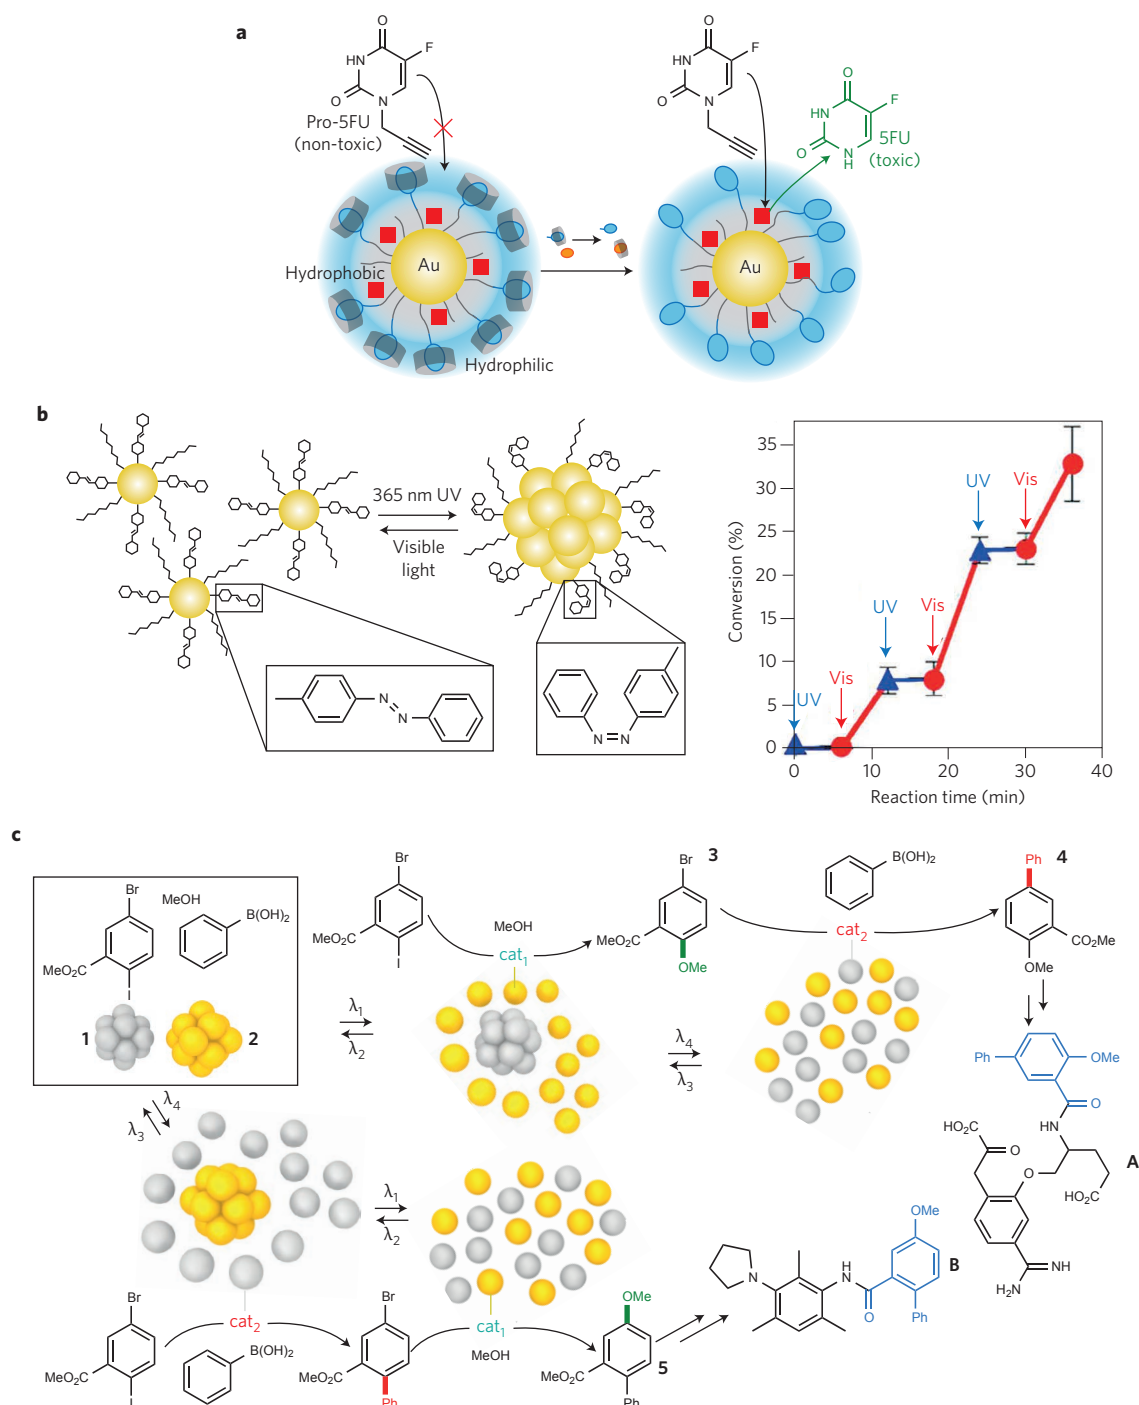 a
O
F
HN
O
N
Pro-5FU
(non-toxic)
O
F
HN
O
N
O
F
HN
O
N
H
5FU
(toxic)
Au
Hydrophobic
Hydrophilic
Au
b
365 nm UV
Visible
light
N
N
N
N
Conversion (%)
35
30
25
20
15
10
5
0
UV
Vis
UV
Vis
UV
Vis
0
10
20
30
40
Reaction time (min)
c
Br
MeOH
B(OH)₂
MeO₂C
I
1
2
Br
MeO₂C
I
MeOH
cat₁
Br
3
MeO₂C
OMe
B(OH)₂
cat₂
Ph
4
CO₂Me
OMe
λ₁
λ₂
λ₄
λ₃
λ₄
λ₃
λ₁
λ₂
Ph
OMe
O
HN
HO₂C
O
O
HO₂C
A
NH
H₂N
Br
MeO₂C
I
cat₂
B(OH)₂
Br
MeO₂C
Ph
cat₁
MeOH
OMe
MeO₂C
5
Ph
N
H
N
O
OMe
B
Ph